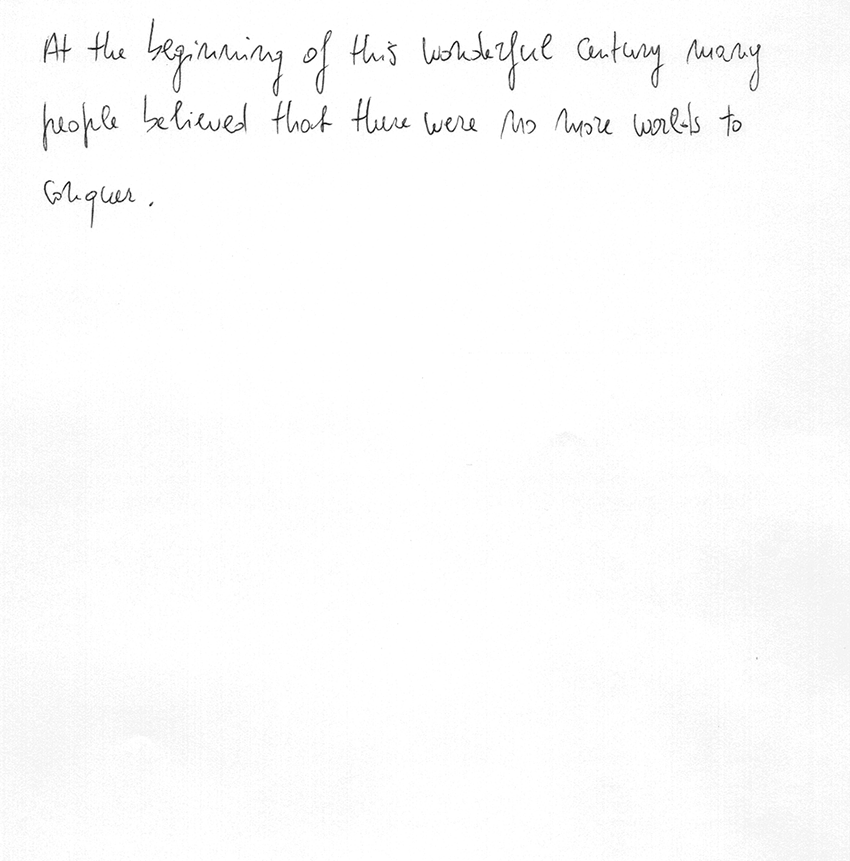 At the beginning of this wonderful century many
people believed that there were no more worlds to
conquer.